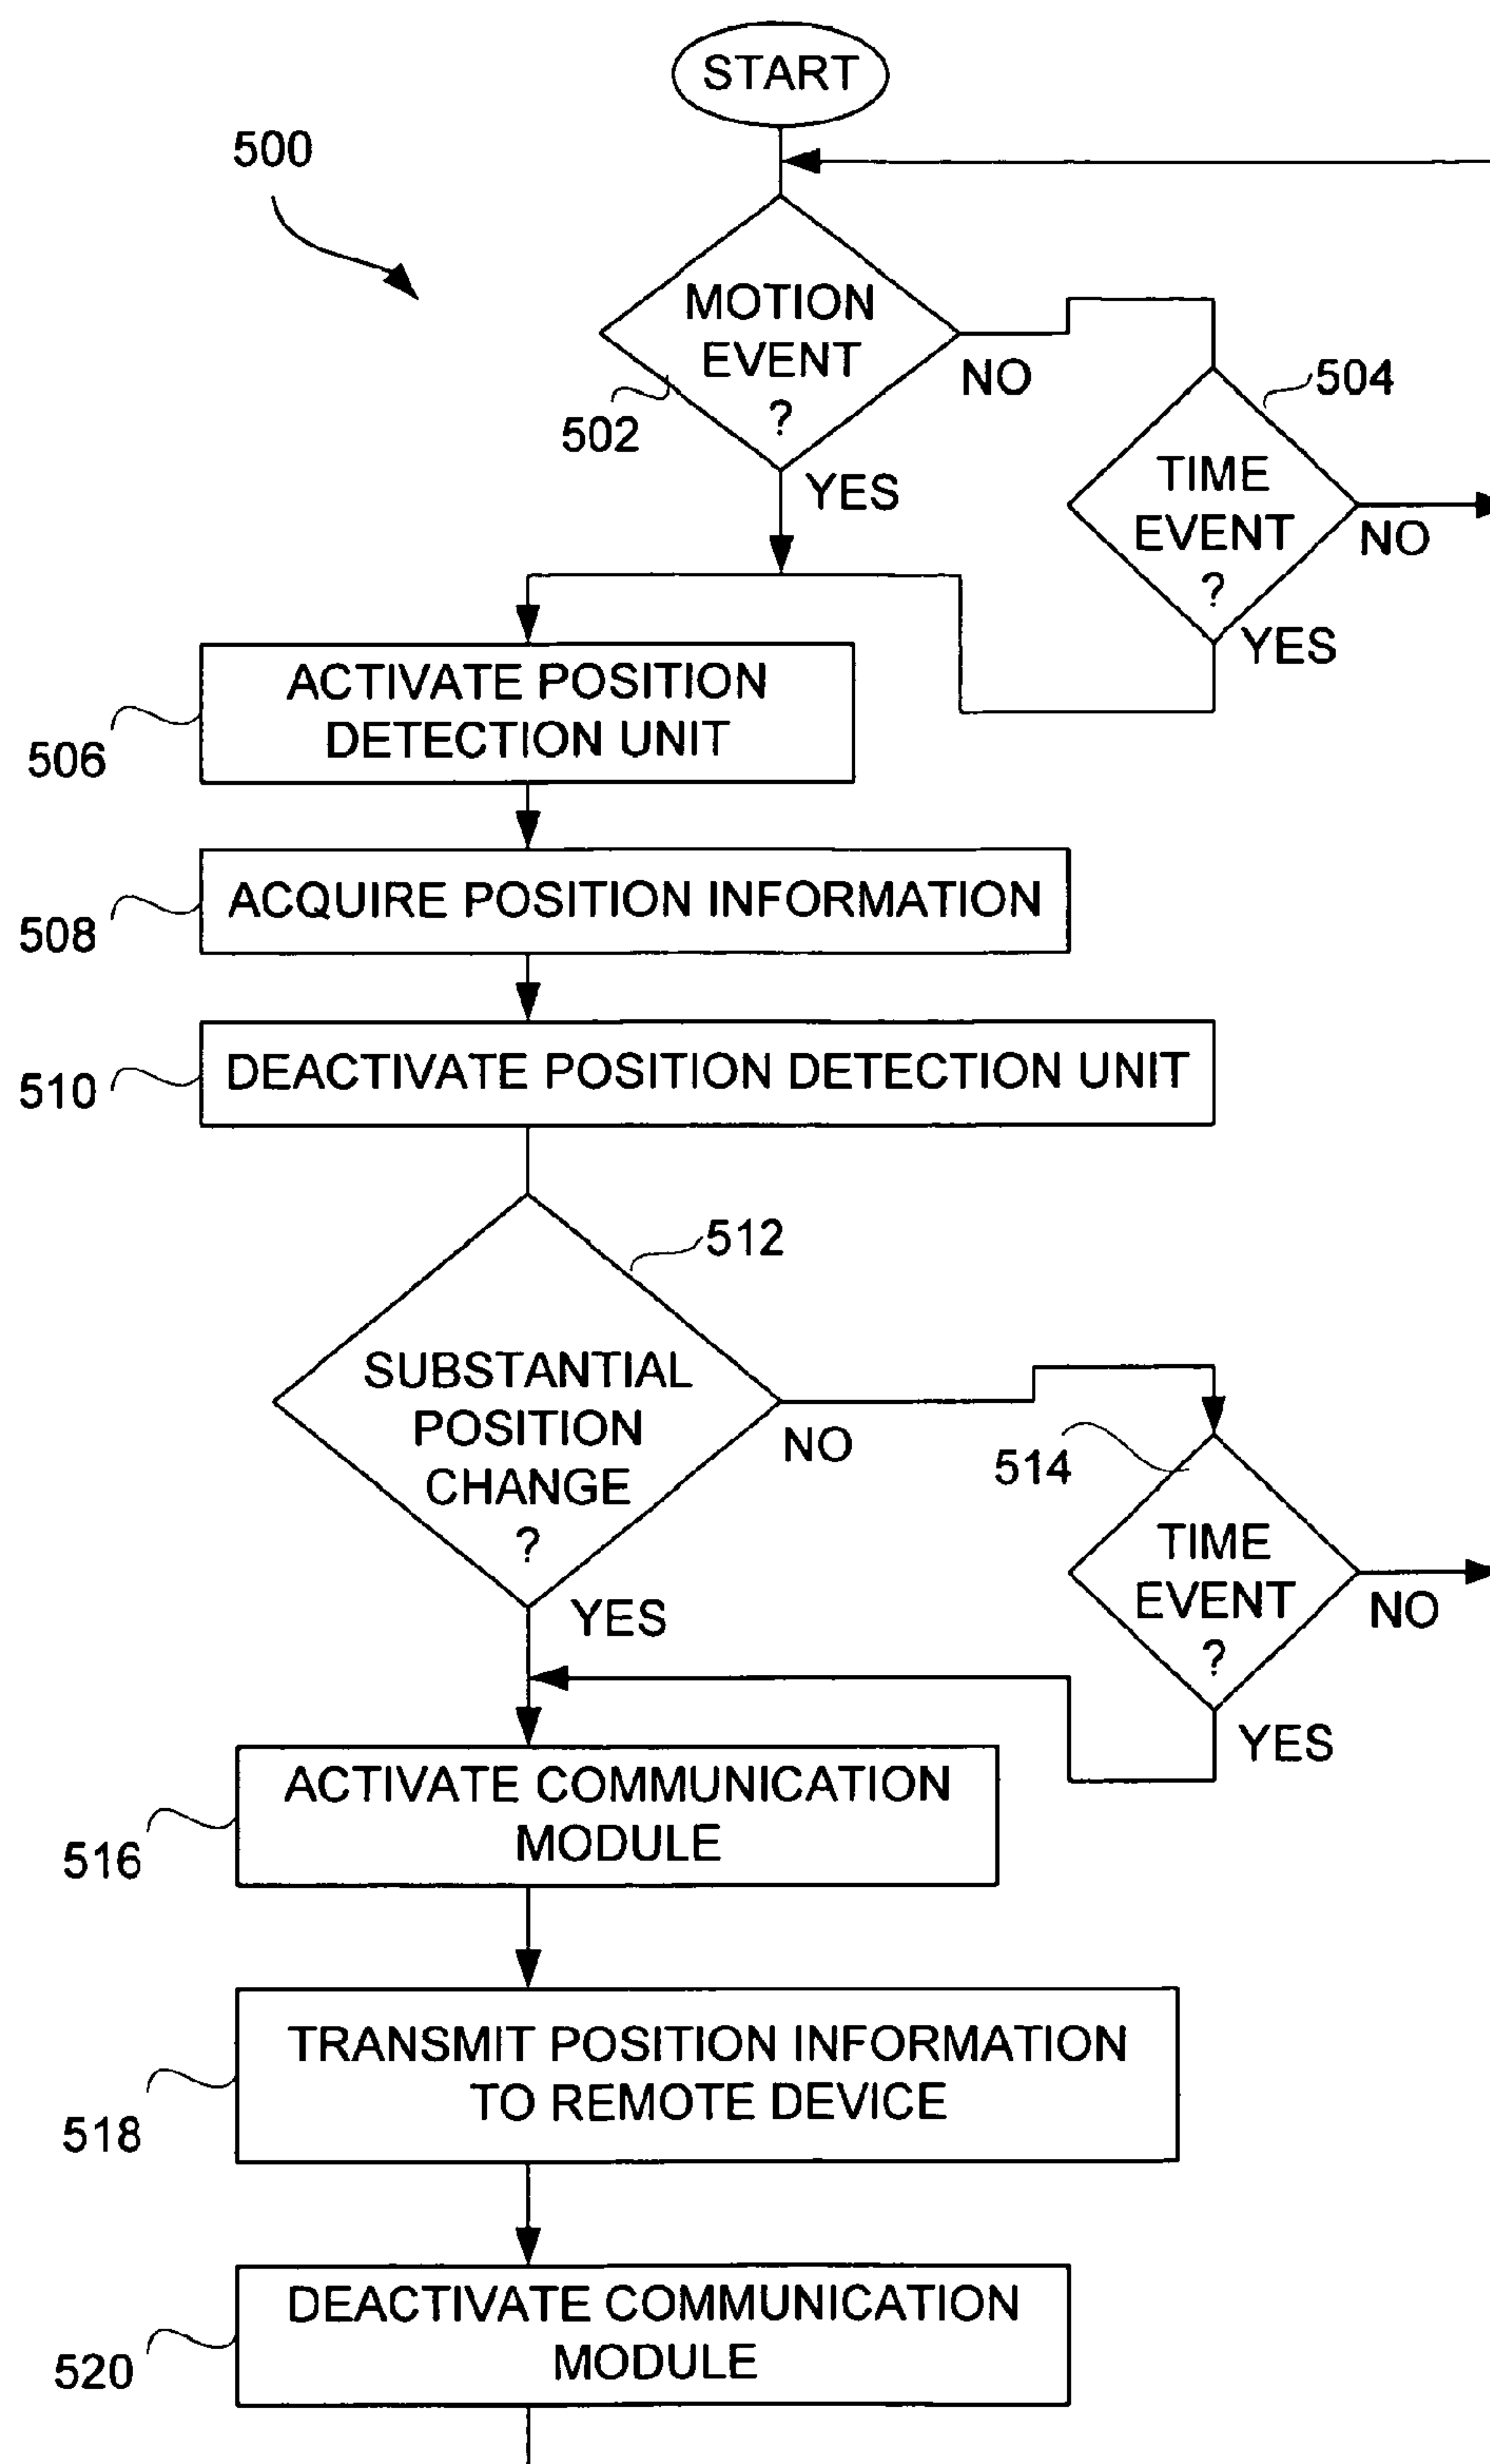 START
500
MOTION
EVENT
?
NO
502
YES
504
TIME
EVENT
?
NO
YES
ACTIVATE POSITION
DETECTION UNIT
506
ACQUIRE POSITION INFORMATION
508
DEACTIVATE POSITION DETECTION UNIT
510
512
SUBSTANTIAL
POSITION
CHANGE
?
NO
YES
514
TIME
EVENT
?
NO
YES
ACTIVATE COMMUNICATION
MODULE
516
TRANSMIT POSITION INFORMATION
TO REMOTE DEVICE
518
DEACTIVATE COMMUNICATION
MODULE
520